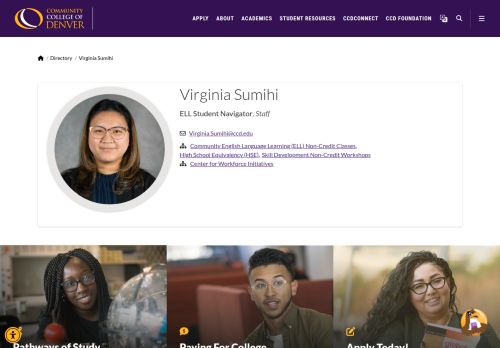 COMMUNITY
COLLEGE OF
DENVER
APPLY ABOUT ACADEMICS STUDENT RESOURCES CCDCONNECT CCD FOUNDATION
/ Directory / Virginia Sumihi
Virginia Sumihi
ELL Student Navigator, Staff
Virginia.Sumihi@ccd.edu
Community English Language Learning (ELL) Non-Credit Classes,
High School Equivalency (HSE), Skill Development Non-Credit Workshops
Center for Workforce Initiatives
Pathways of Study Paying For College Apply Today!